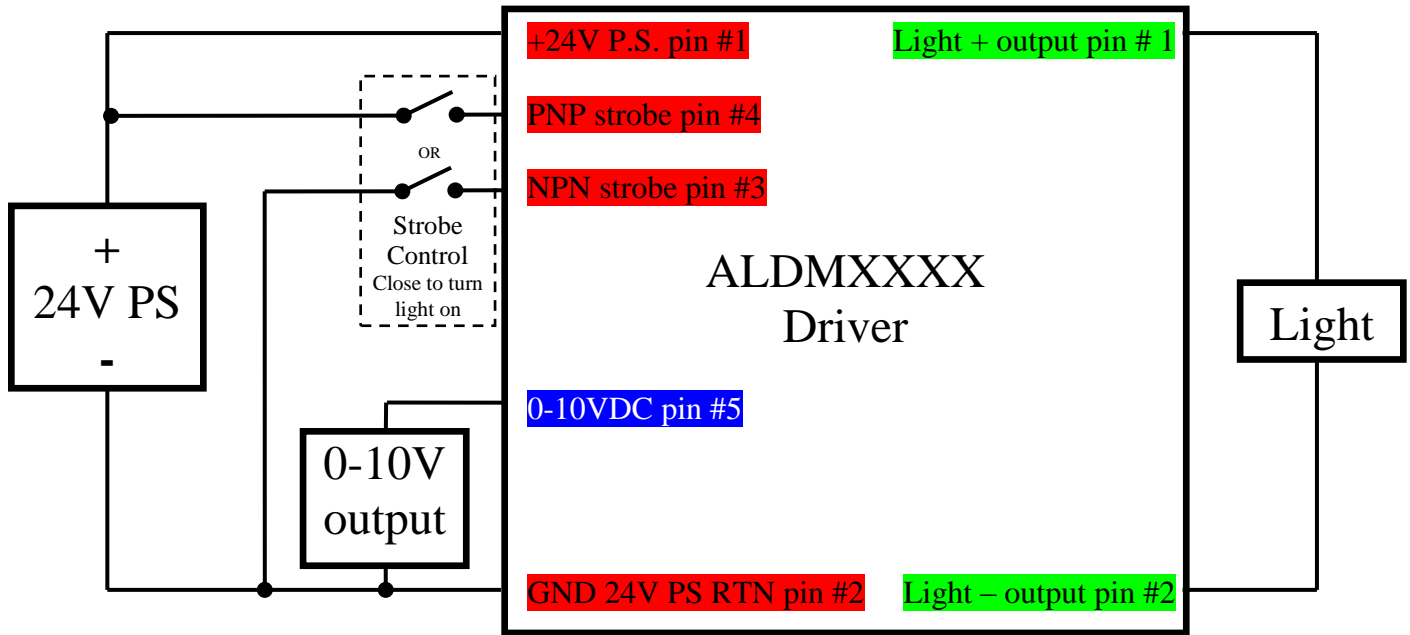 +24V P.S. pin #1
Light + output pin # 1
PNP strobe pin #4
OR
NPN strobe pin #3
Strobe
Control
Close to turn
light on
+
24V PS
-
ALDMXXXX
Driver
Light
0-10VDC pin #5
0-10V
output
GND 24V PS RTN pin #2
Light – output pin #2